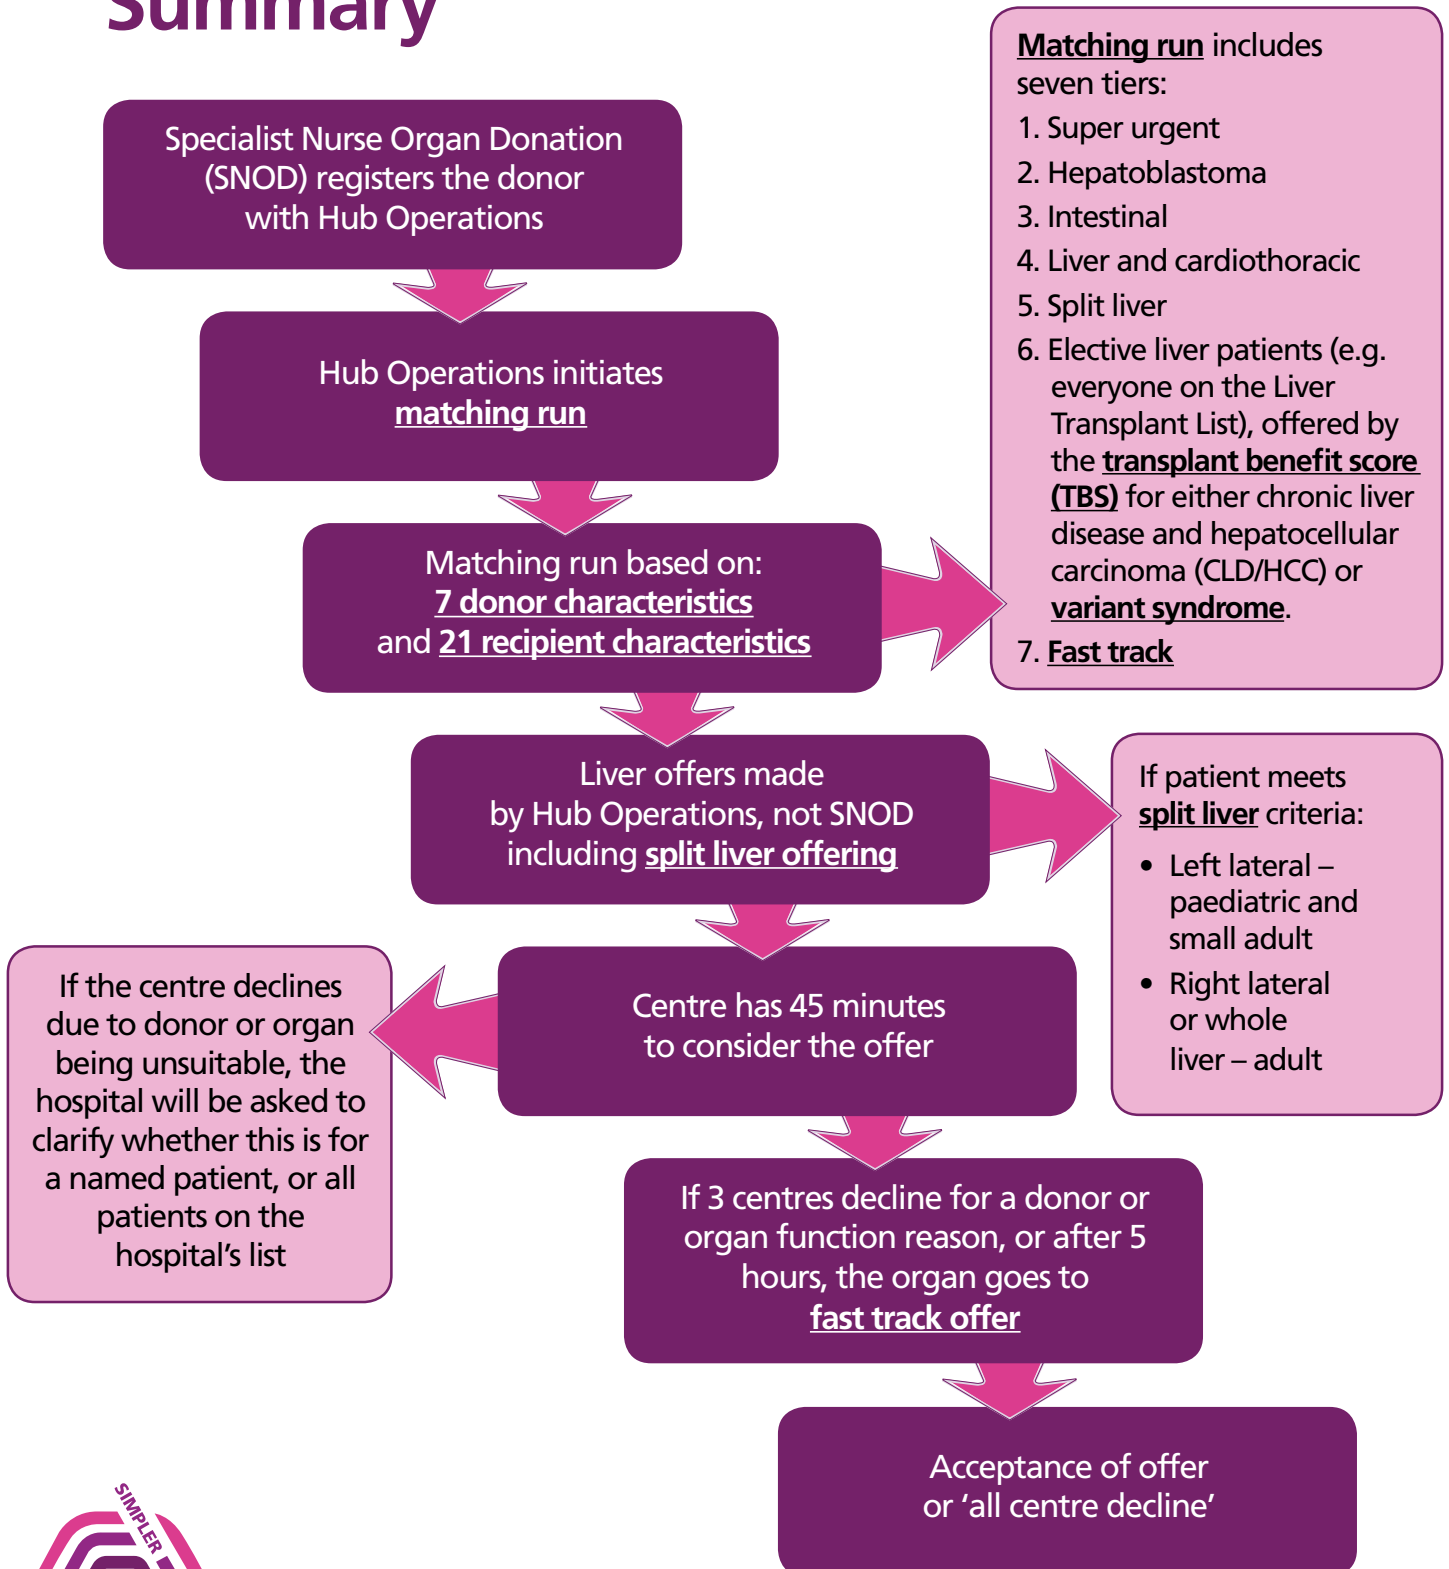 Summary
Specialist Nurse Organ Donation
(SNOD) registers the donor
with Hub Operations
Hub Operations initiates
matching run
Matching run based on:
7 donor characteristics
and 21 recipient characteristics
Matching run includes
seven tiers:
1. Super urgent
2. Hepatoblastoma
3. Intestinal
4. Liver and cardiothoracic
5. Split liver
6. Elective liver patients (e.g.
everyone on the Liver
Transplant List), offered by
the transplant benefit score
(TBS) for either chronic liver
disease and hepatocellular
carcinoma (CLD/HCC) or
variant syndrome.
7. Fast track
Liver offers made
by Hub Operations, not SNOD
including split liver offering
If patient meets
split liver criteria:
• Left lateral –
paediatric and
small adult
• Right lateral
or whole
liver – adult
Centre has 45 minutes
to consider the offer
If the centre declines
due to donor or organ
being unsuitable, the
hospital will be asked to
clarify whether this is for
a named patient, or all
patients on the
hospital's list
If 3 centres decline for a donor or
organ function reason, or after 5
hours, the organ goes to
fast track offer
Acceptance of offer
or ‘all centre decline’
SIMPLER